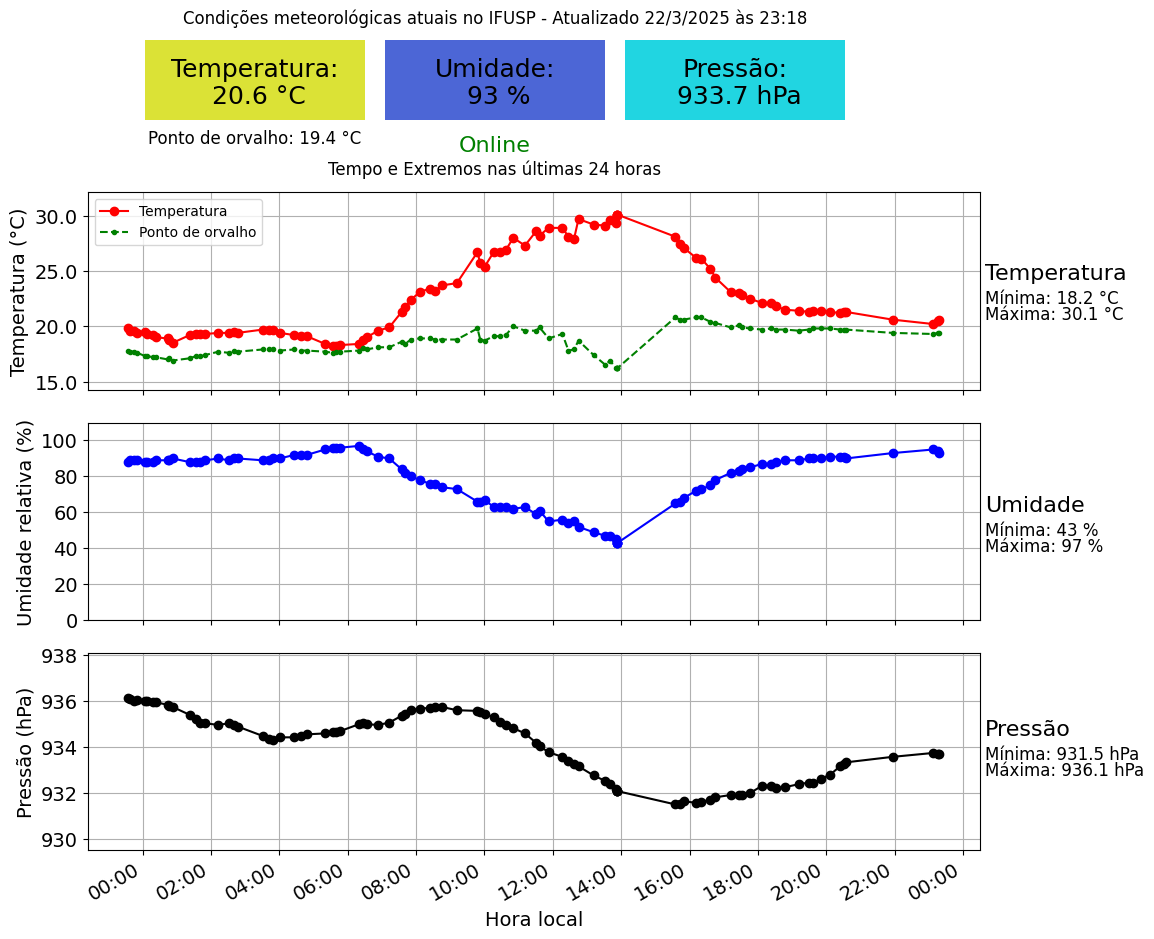 Condições meteorológicas atuais no IFUSP - Atualizado 22/3/2025 às 23:18
Temperatura:
20.6 °C
Umidade:
93 %
Pressão:
933.7 hPa
Ponto de orvalho: 19.4 °C
Online
Tempo e Extremos nas últimas 24 horas
Temperatura (°C)
30.0
25.0
20.0
15.0
Temperatura
Ponto de orvalho
Temperatura
Mínima: 18.2 °C
Máxima: 30.1 °C
Umidade relativa (%)
100
80
60
40
20
0
Umidade
Mínima: 43 %
Máxima: 97 %
Pressão (hPa)
938
936
934
932
930
Pressão
Mínima: 931.5 hPa
Máxima: 936.1 hPa
00:00
02:00
04:00
06:00
08:00
10:00
12:00
14:00
16:00
18:00
20:00
22:00
00:00
Hora local